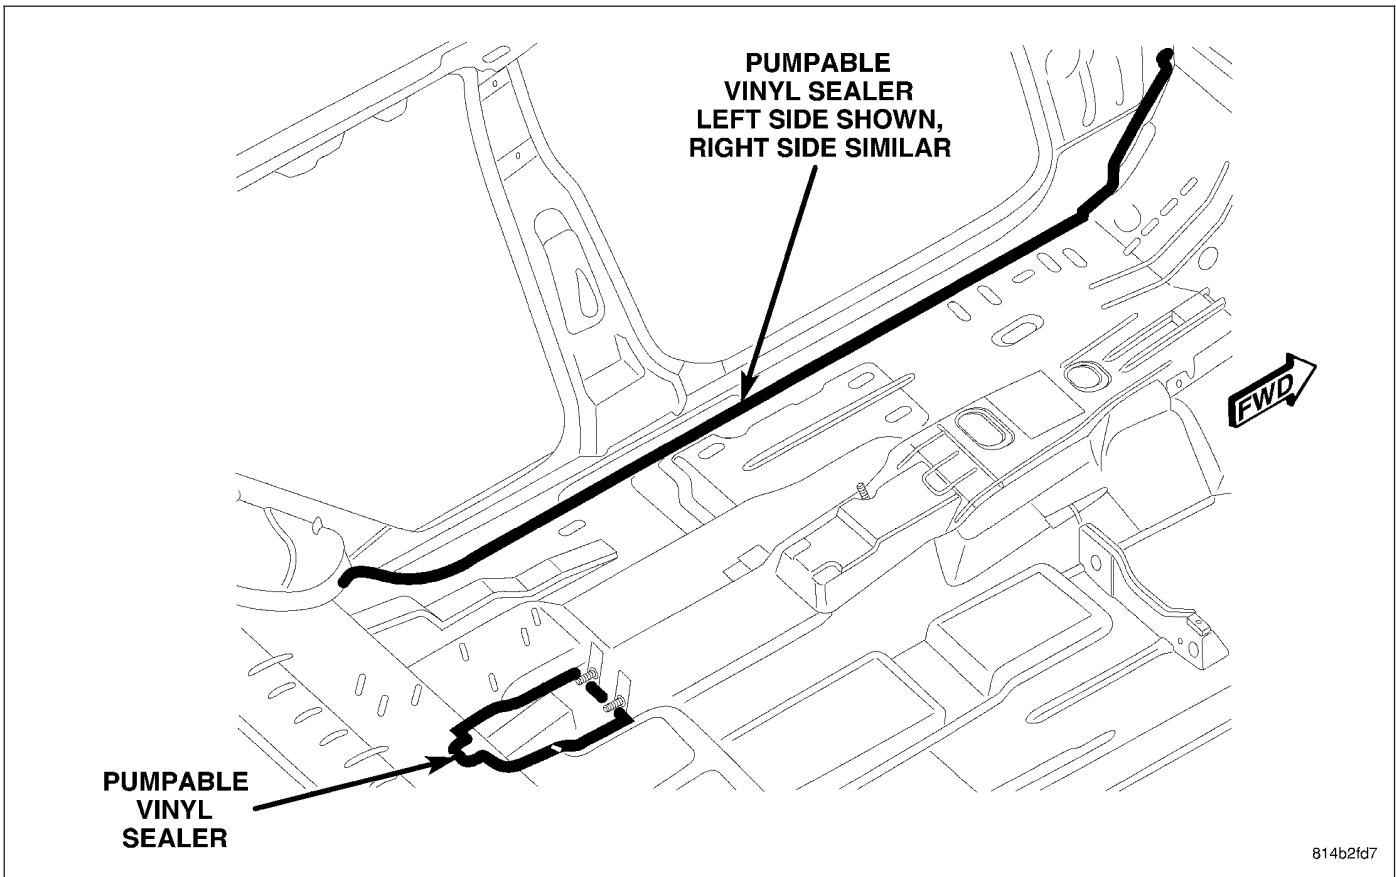 PUMPABLE
VINYL SEALER
LEFT SIDE SHOWN,
RIGHT SIDE SIMILAR
FWD
PUMPABLE
VINYL
SEALER
814b2fd7